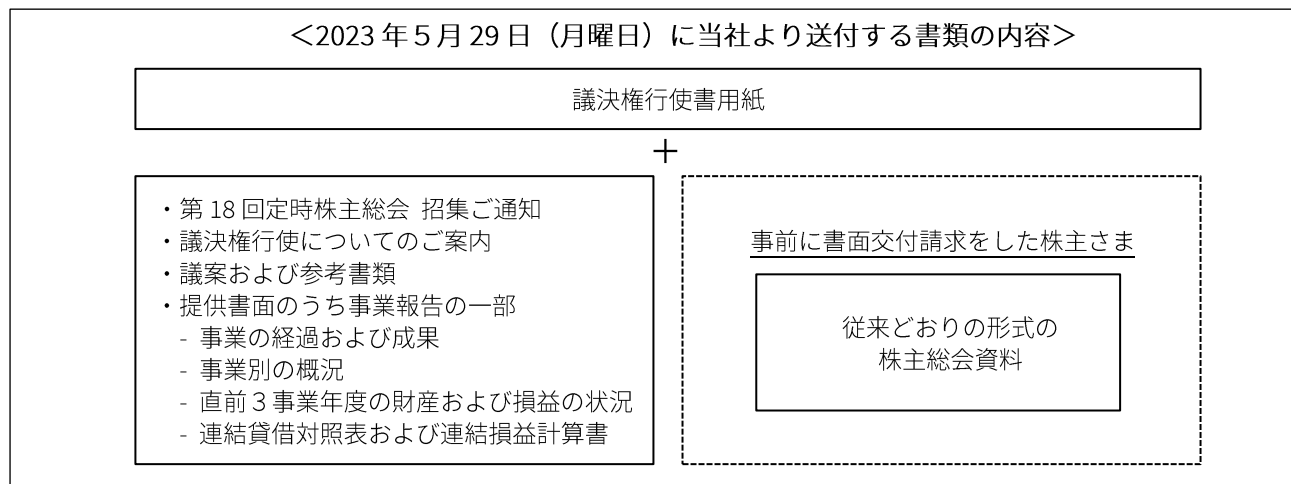 ＜2023年５月29日（月曜日）に当社より送付する書類の内容＞
議決権行使書用紙
＋
・第18回定時株主総会 招集ご通知
・議決権行使についてのご案内
・議案および参考書類
・提供書面のうち事業報告の一部
- 事業の経過および成果
- 事業別の概況
- 直前３事業年度の財産および損益の状況
- 連結貸借対照表および連結損益計算書
事前に書面交付請求をした株主さま
従来どおりの形式の
株主総会資料